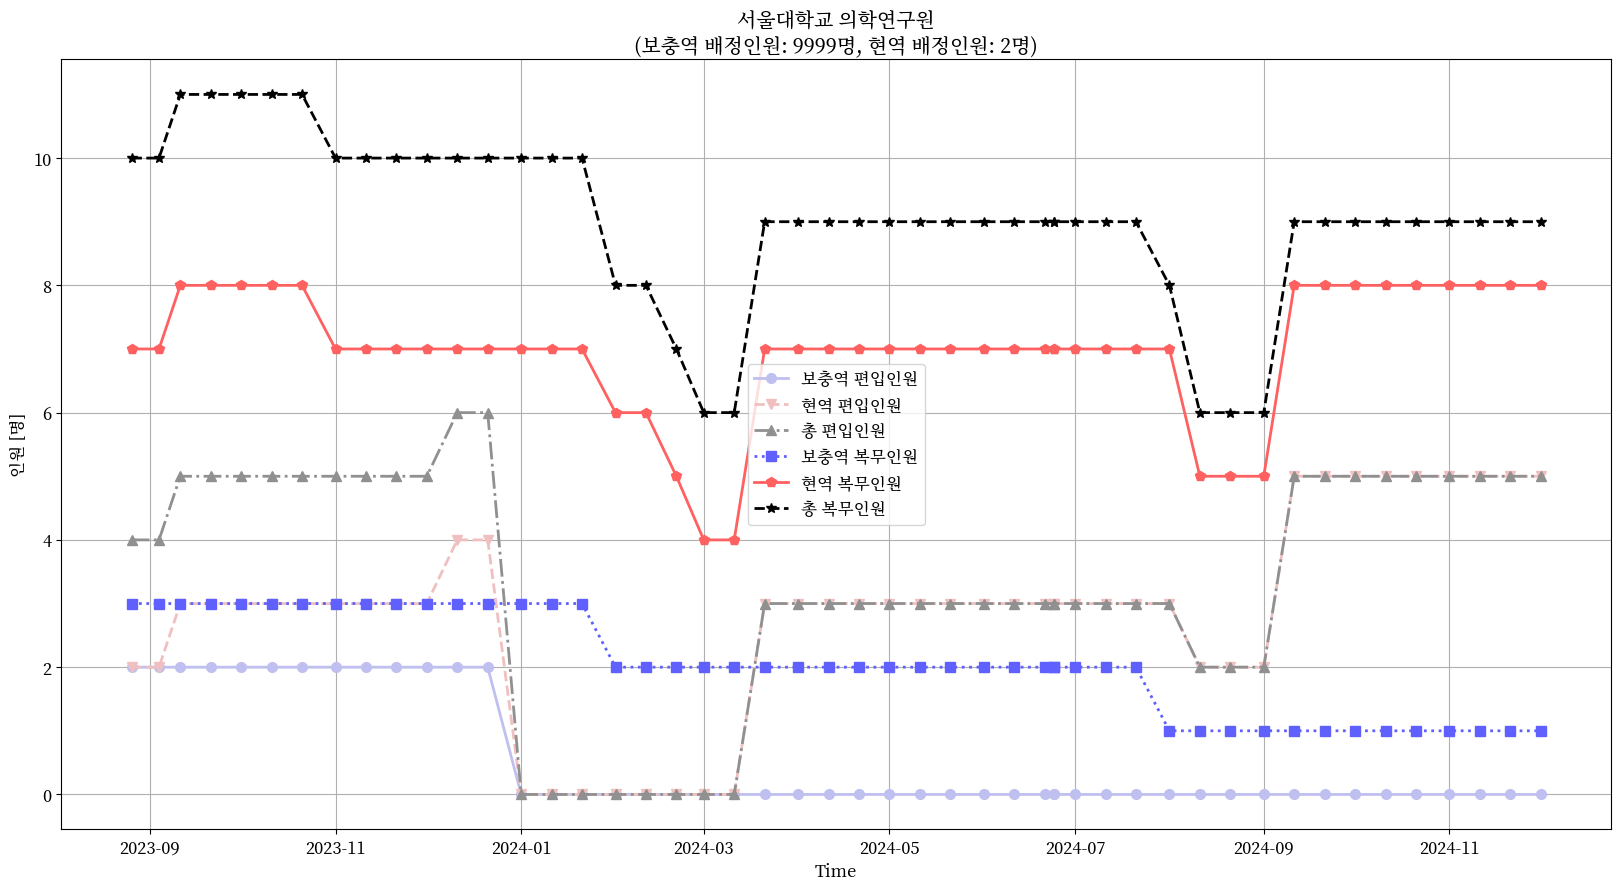 서울대학교 의학연구원
(보충역 배정인원: 9999명, 현역 배정인원: 2명)
인원 [명]
10
8
6
4
2
0
보충역 편입인원
현역 편입인원
총 편입인원
보충역 복무인원
현역 복무인원
총 복무인원
2023-09 2023-11 2024-01 2024-03 2024-05 2024-07 2024-09 2024-11
Time